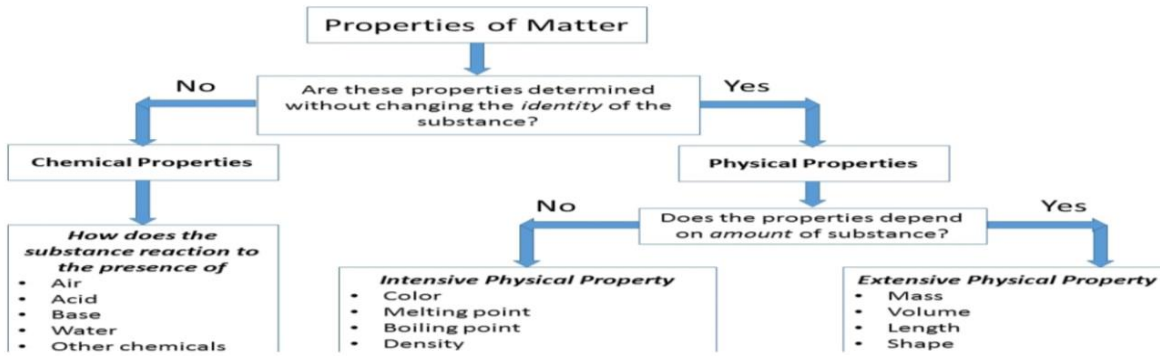 Properties of Matter
No
Are these properties determined
without changing the identity of the
substance?
Yes
Chemical Properties
Physical Properties
How does the
substance reaction to
the presence of
• Air
• Acid
• Base
• Water
• Other chemicals
No
Does the properties depend
on amount of substance?
Yes
Intensive Physical Property
• Color
• Melting point
• Boiling point
• Density
Extensive Physical Property
• Mass
• Volume
• Length
• Shape